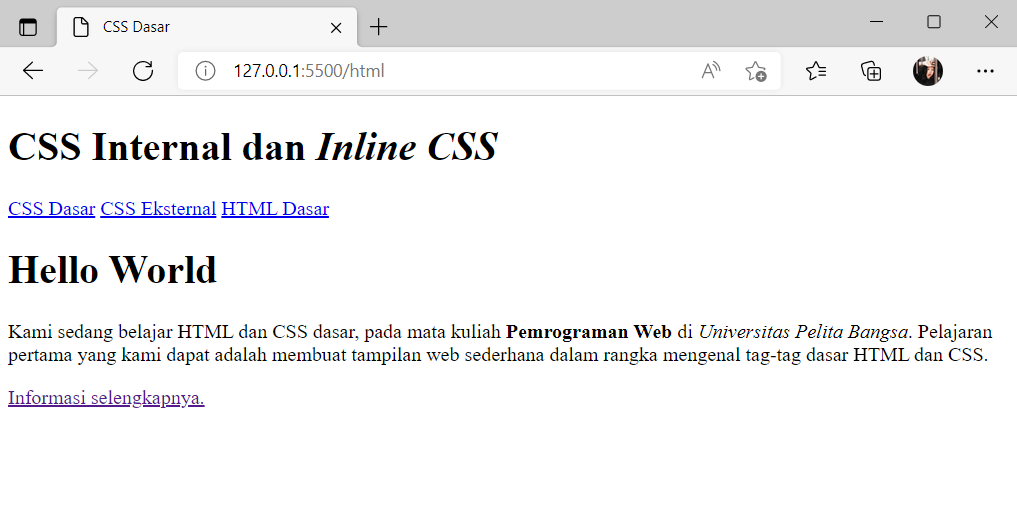 CSS Dasar
127.0.0.1:5500/html
CSS Internal dan Inline CSS
CSS Dasar CSS Eksternal HTML Dasar
Hello World
Kami sedang belajar HTML dan CSS dasar, pada mata kuliah Pemrograman Web di Universitas Pelita Bangsa. Pelajaran
pertama yang kami dapat adalah membuat tampilan web sederhana dalam rangka mengenal tag-tag dasar HTML dan CSS.
Informasi selengkapnya.